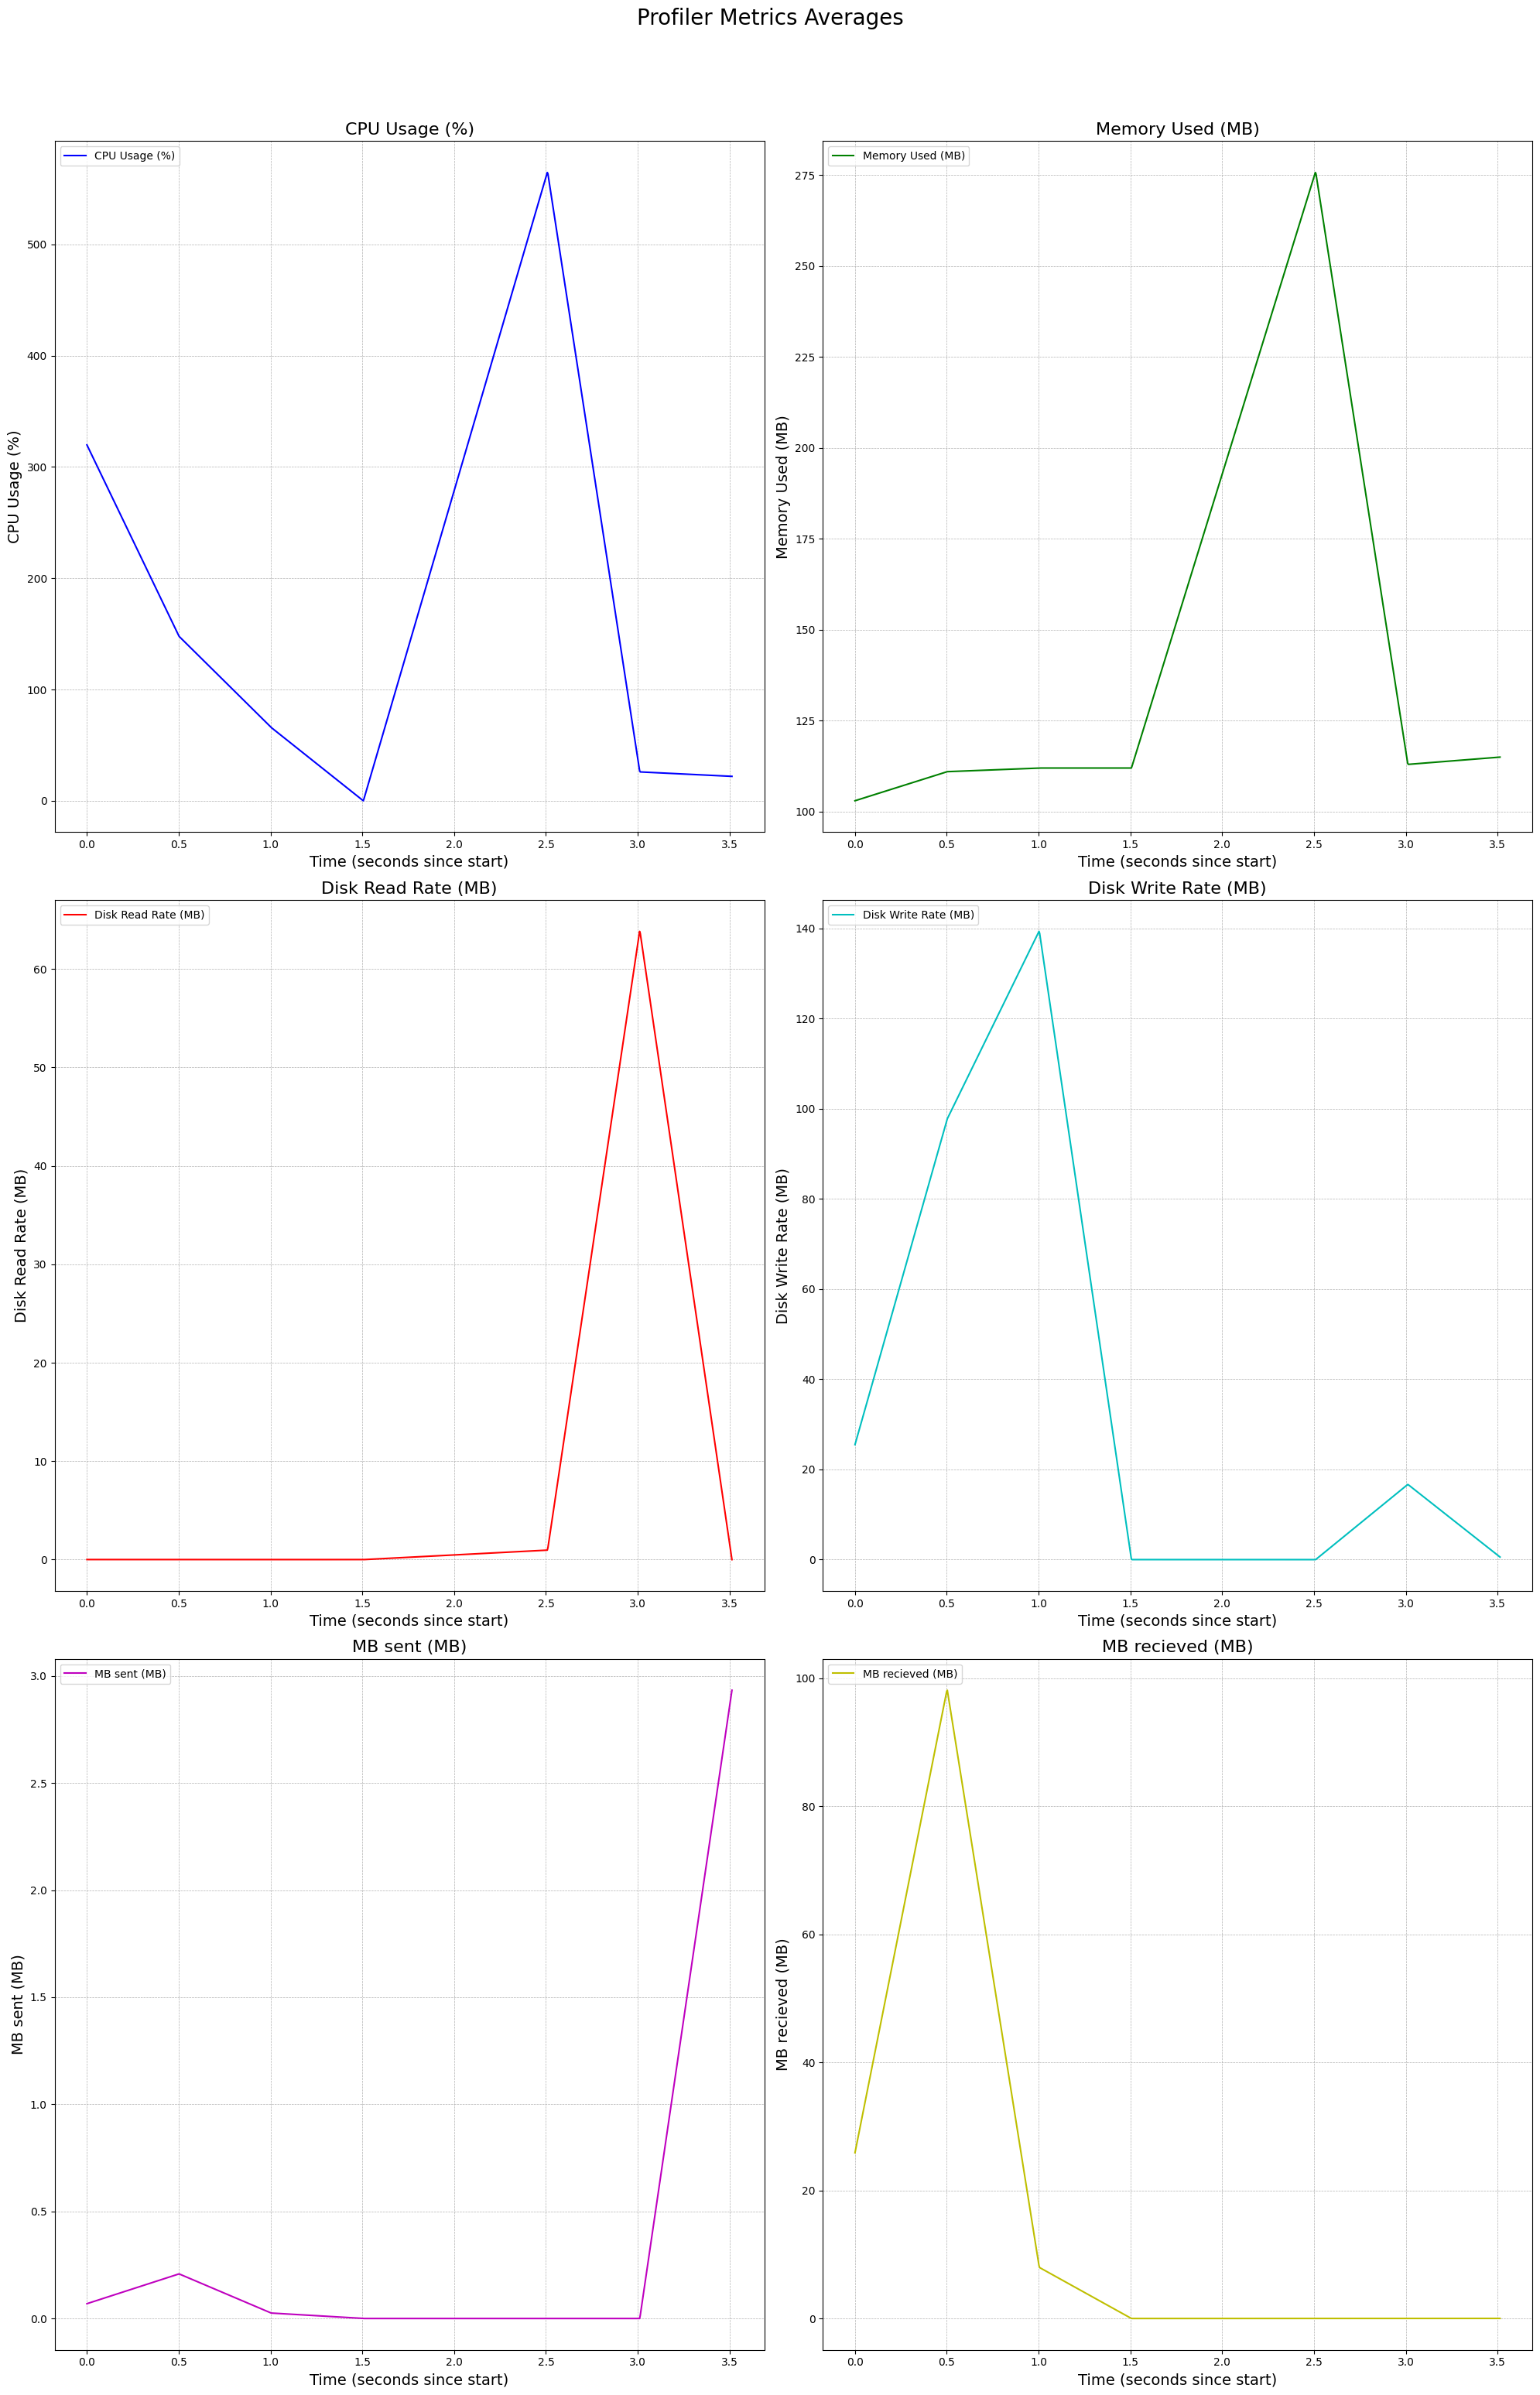 Profiler Metrics Averages
CPU Usage (%)
CPU Usage (%)
CPU Usage (%)
500
400
300
200
100
0
0.0 0.5 1.0 1.5 2.0 2.5 3.0 3.5
Time (seconds since start)
Memory Used (MB)
Memory Used (MB)
Memory Used (MB)
275
250
225
200
175
150
125
100
0.0 0.5 1.0 1.5 2.0 2.5 3.0 3.5
Time (seconds since start)
Disk Read Rate (MB)
Disk Read Rate (MB)
Disk Read Rate (MB)
60
50
40
30
20
10
0
0.0 0.5 1.0 1.5 2.0 2.5 3.0 3.5
Time (seconds since start)
Disk Write Rate (MB)
Disk Write Rate (MB)
Disk Write Rate (MB)
140
120
100
80
60
40
20
0
0.0 0.5 1.0 1.5 2.0 2.5 3.0 3.5
Time (seconds since start)
MB sent (MB)
MB sent (MB)
MB sent (MB)
3.0
2.5
2.0
1.5
1.0
0.5
0.0
0.0 0.5 1.0 1.5 2.0 2.5 3.0 3.5
Time (seconds since start)
MB recieved (MB)
MB recieved (MB)
MB recieved (MB)
100
80
60
40
20
0
0.0 0.5 1.0 1.5 2.0 2.5 3.0 3.5
Time (seconds since start)